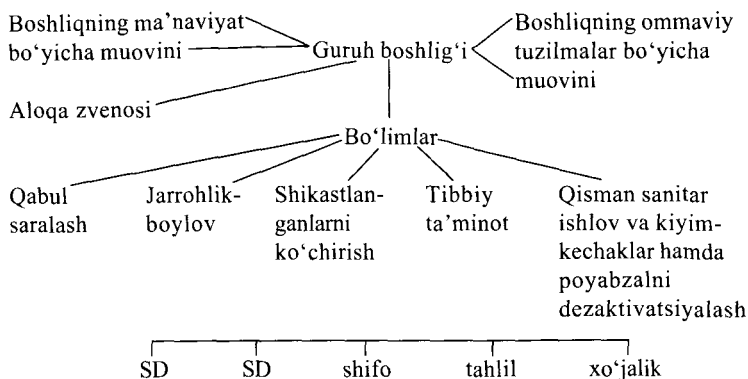 Boshliqning ma’naviyat
bo‘yicha muovini
Guruh boshlig‘i
Boshliqning ommaviy
tuzilmalar bo‘yicha
muovini
Aloqa zvenosi
Bo‘limlar
Qabul
saralash
Jarrohlik-
boylov
Shikastlan-
ganlarni
ko‘chirish
Tibbiy
ta’minot
Qisman sanitar
ishlov va kiyim-
kechaklar hamda
poyabzalni
dezaktivatsiyalash
SD SD shifo tahlil xo‘jalik